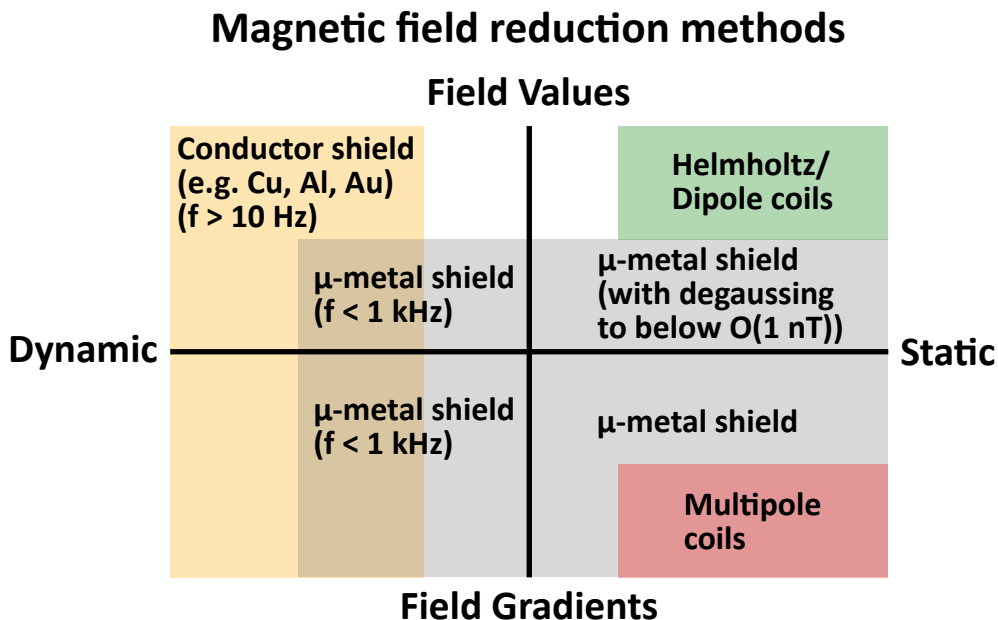 Magnetic field reduction methods
Field Values
Conductor shield
(e.g. Cu, Al, Au)
(f > 10 Hz)
Helmholtz/
Dipole coils
μ-metal shield
(f < 1 kHz)
μ-metal shield
(with degaussing
to below O(1 nT))
Dynamic
Static
μ-metal shield
(f < 1 kHz)
μ-metal shield
Multipole
coils
Field Gradients